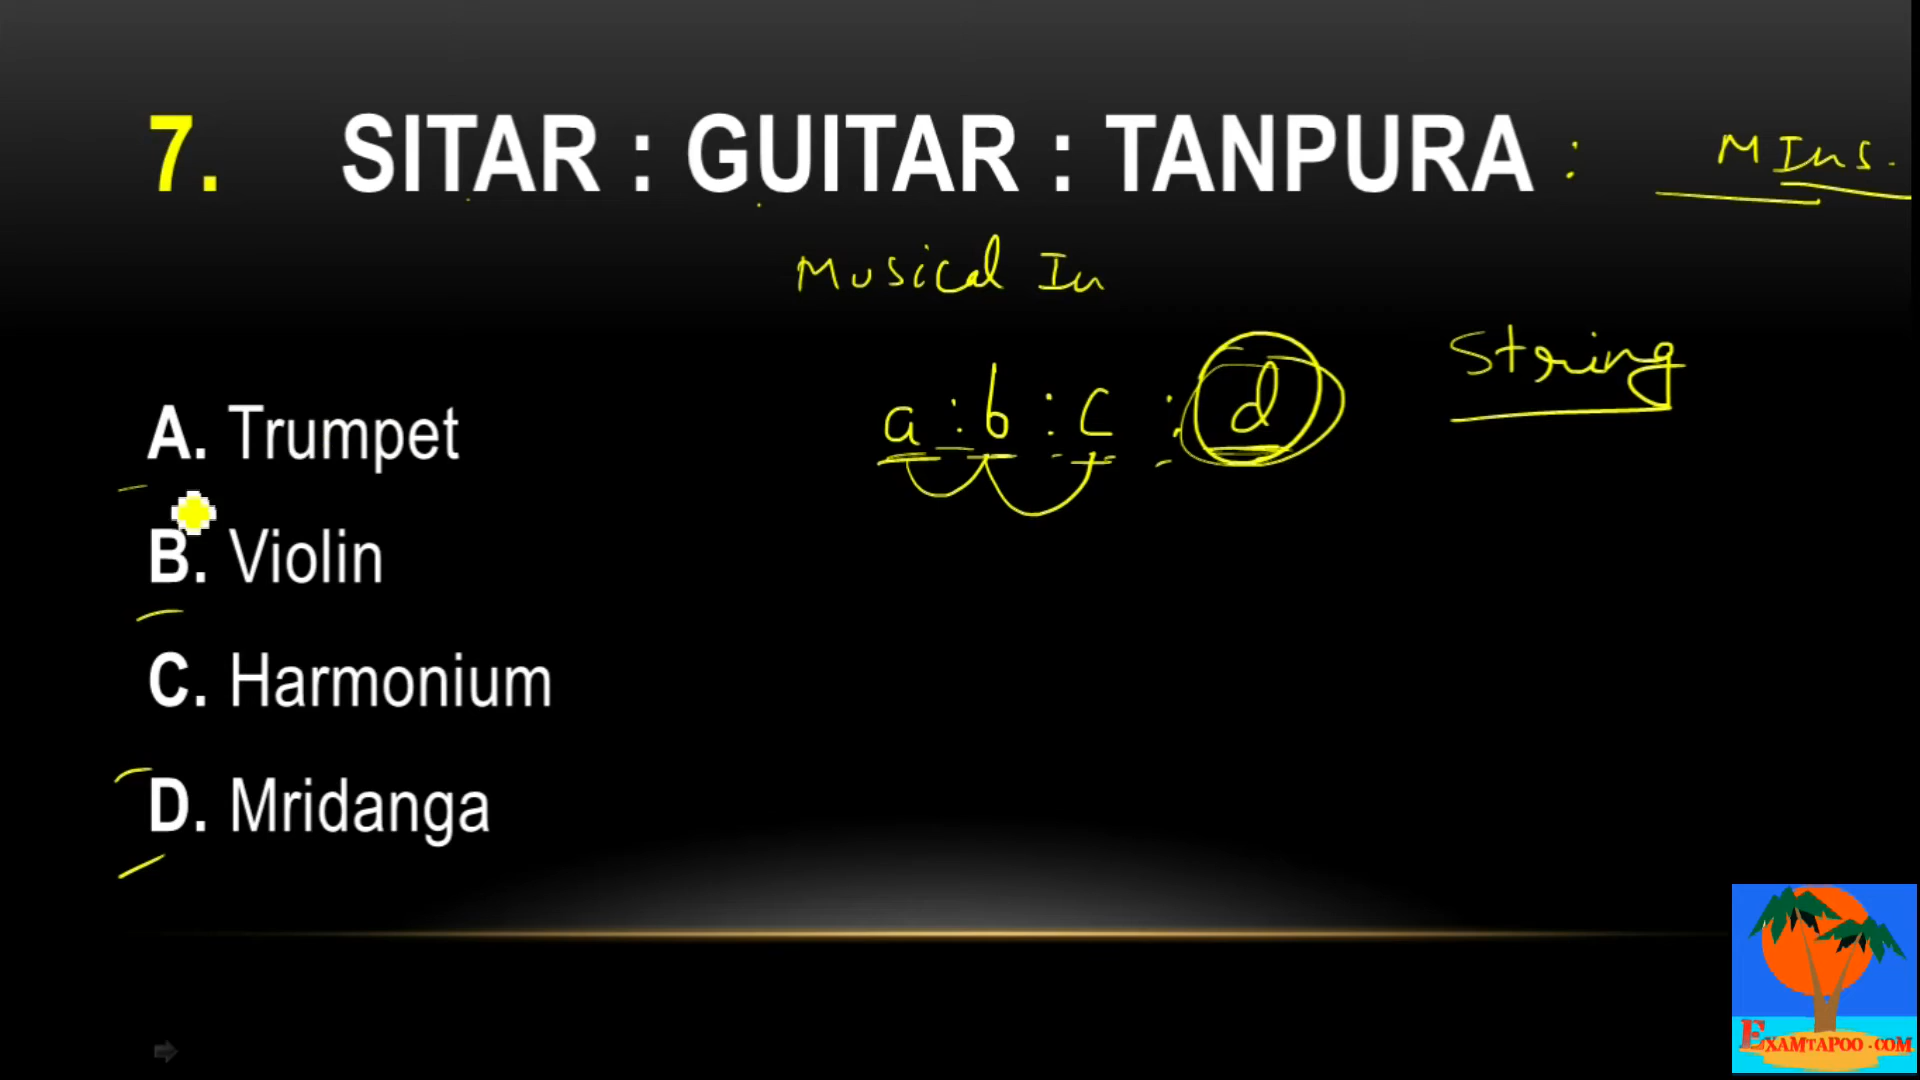 7. SITAR : GUITAR : TANPURA : M Ins.
Musical In
String
a : b : c : d
A. Trumpet
B. Violin
C. Harmonium
D. Mridanga
EXAMTAPOO.COM